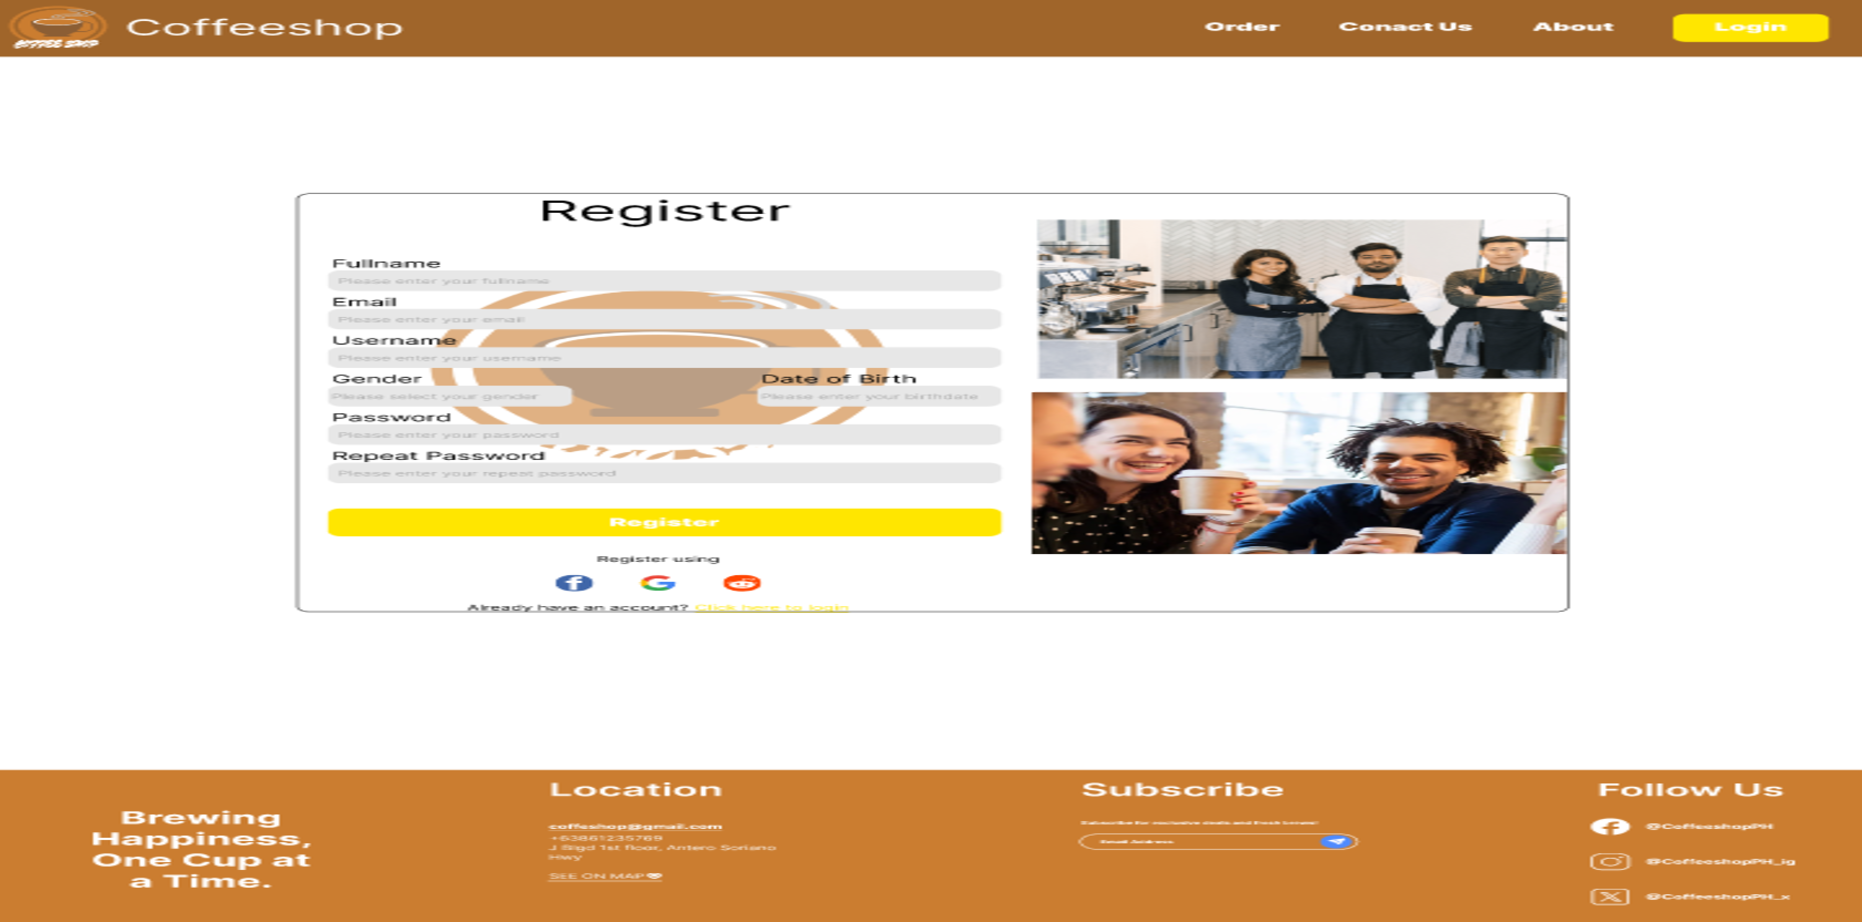 COFFEE SHOP
Coffeeshop
Order
Conact Us
About
Login
Register
Fullname
Please enter your fullname
Email
Please enter your email
Username
Please enter your username
Gender
Date of Birth
Please select your gender
Please enter your birthdate
Password
Please enter your password
Repeat Password
Please enter your repeat password
Register
Register using
Already have an account? Click here to login
Brewing
Happiness,
One Cup at
a Time.
Location
coffeshop@gmail.com
+63861235769
J Blgd 1st floor, Antero Soriano
Hwy
SEE ON MAP
Subscribe
Subscribe for exclusive deals and fresh brews!
Email Address
Follow Us
@CoffeeshopPH
@CoffeeshopPH_ig
@CoffeeshopPH_x